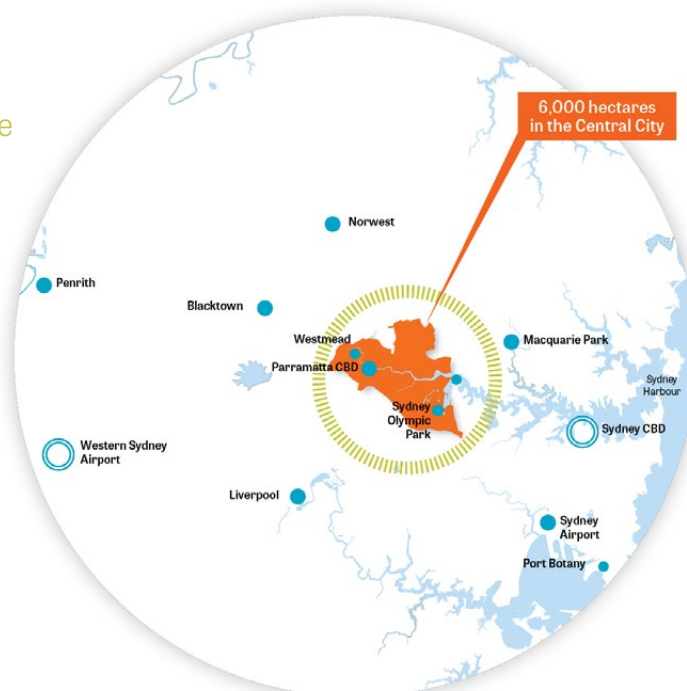 e
6,000 hectares
in the Central City
Norwest
Penrith
Blacktown
Westmead
Macquarie Park
Parramatta CBD
Sydney
Harbour
Sydney
Olympic
Park
Sydney CBD
Western Sydney
Airport
Liverpool
Sydney
Airport
Port Botany